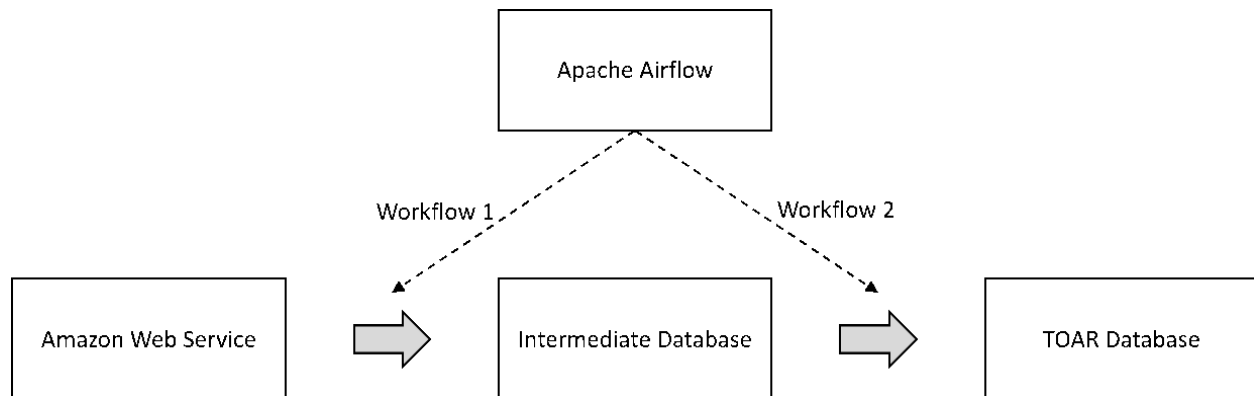 Apache Airflow
Workflow 1
Workflow 2
Amazon Web Service
Intermediate Database
TOAR Database